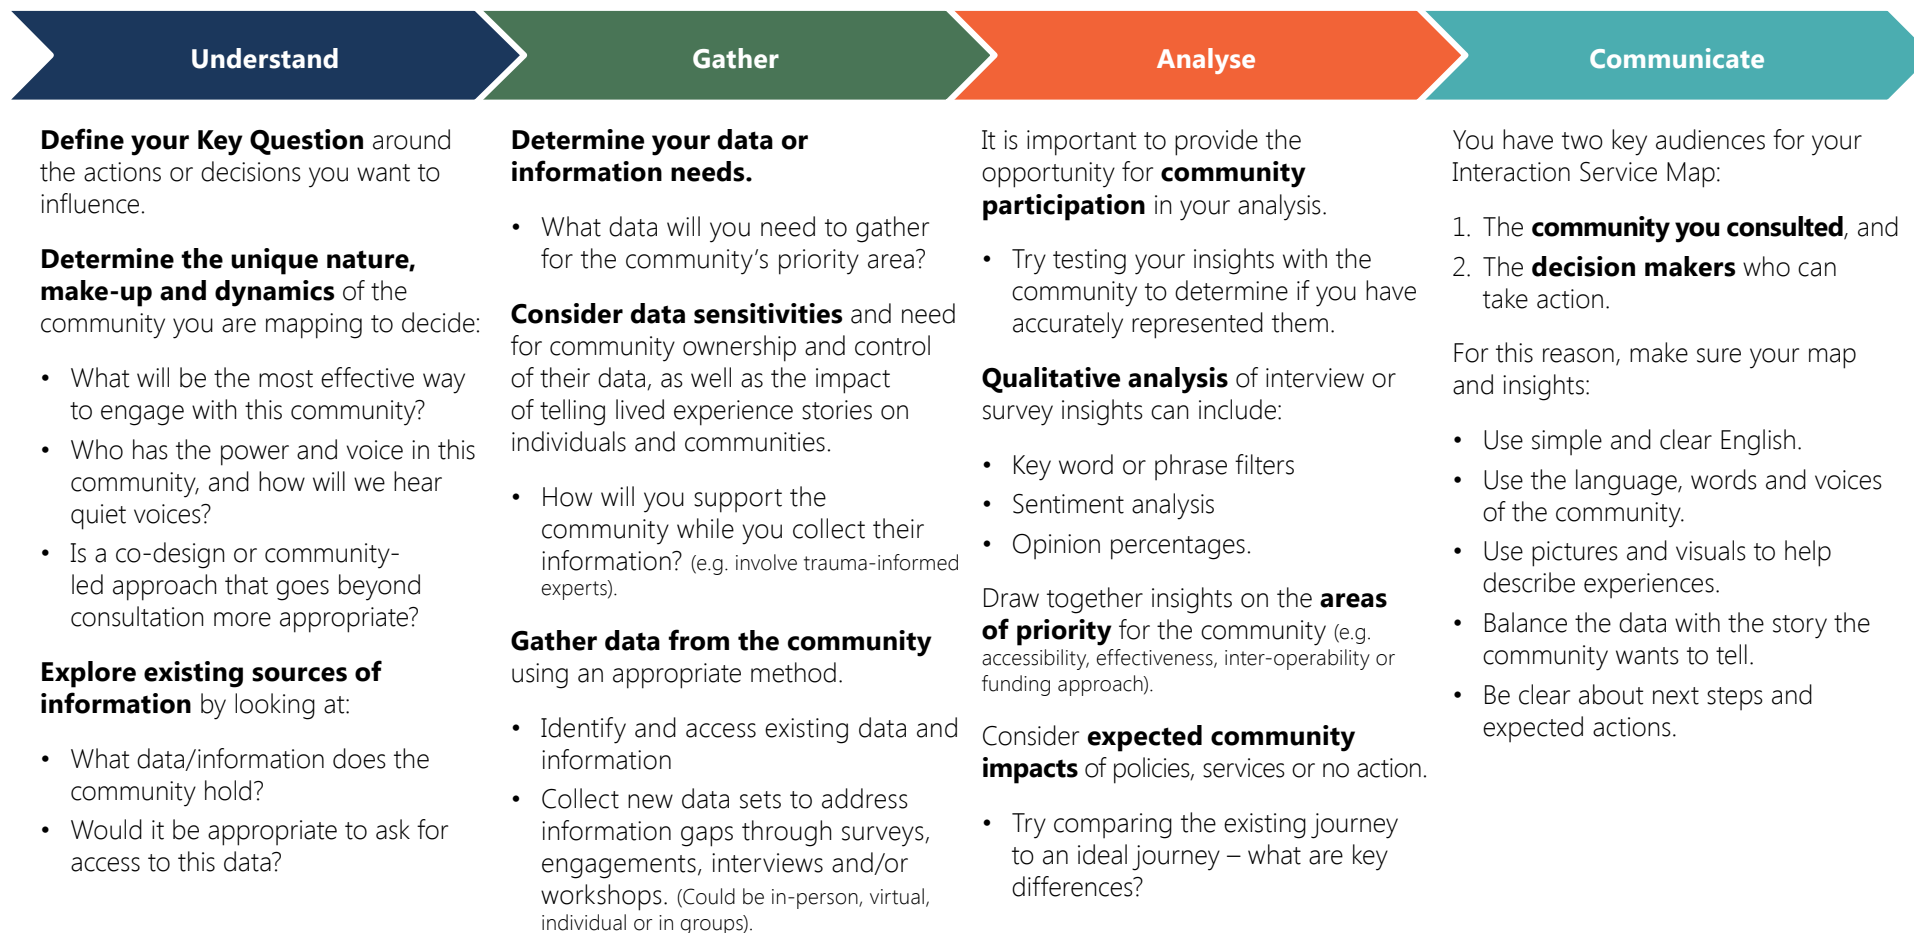 Understand
Define your Key Question around
the actions or decisions you want to
influence.
Determine the unique nature,
make-up and dynamics of the
community you are mapping to decide:
• What will be the most effective way
to engage with this community?
• Who has the power and voice in this
community, and how will we hear
quiet voices?
• Is a co-design or community-
led approach that goes beyond
consultation more appropriate?
Explore existing sources of
information by looking at:
• What data/information does the
community hold?
• Would it be appropriate to ask for
access to this data?
Gather
Determine your data or
information needs.
• What data will you need to gather
for the community’s priority area?
Consider data sensitivities and need
for community ownership and control
of their data, as well as the impact
of telling lived experience stories on
individuals and communities.
• How will you support the
community while you collect their
information? (e.g. involve trauma-informed
experts).
Gather data from the community
using an appropriate method.
• Identify and access existing data and
information
• Collect new data sets to address
information gaps through surveys,
engagements, interviews and/or
workshops. (Could be in-person, virtual,
individual or in groups).
Analyse
It is important to provide the
opportunity for community
participation in your analysis.
• Try testing your insights with the
community to determine if you have
accurately represented them.
Qualitative analysis of interview or
survey insights can include:
• Key word or phrase filters
• Sentiment analysis
• Opinion percentages.
Draw together insights on the areas
of priority for the community (e.g.
accessibility, effectiveness, inter-operability or
funding approach).
Consider expected community
impacts of policies, services or no action.
• Try comparing the existing journey
to an ideal journey – what are key
differences?
Communicate
You have two key audiences for your
Interaction Service Map:
1. The community you consulted, and
2. The decision makers who can
take action.
For this reason, make sure your map
and insights:
• Use simple and clear English.
• Use the language, words and voices
of the community.
• Use pictures and visuals to help
describe experiences.
• Balance the data with the story the
community wants to tell.
• Be clear about next steps and
expected actions.